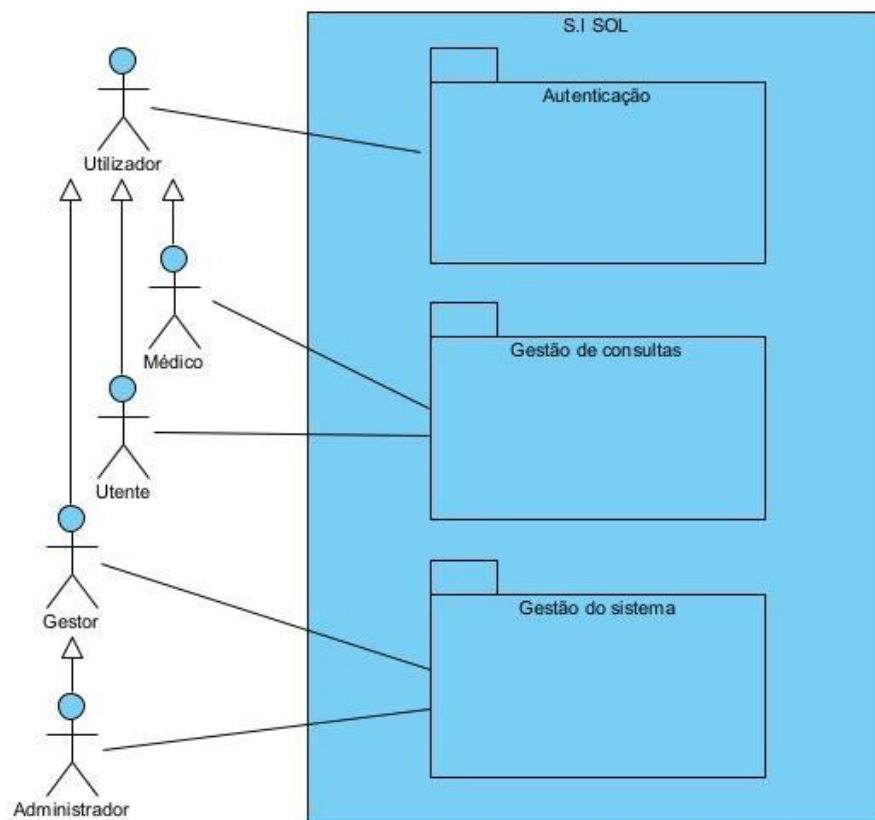 S.I SOL
Autenticação
Utilizador
Gestão de consultas
Médico
Utente
Gestão do sistema
Gestor
Administrador